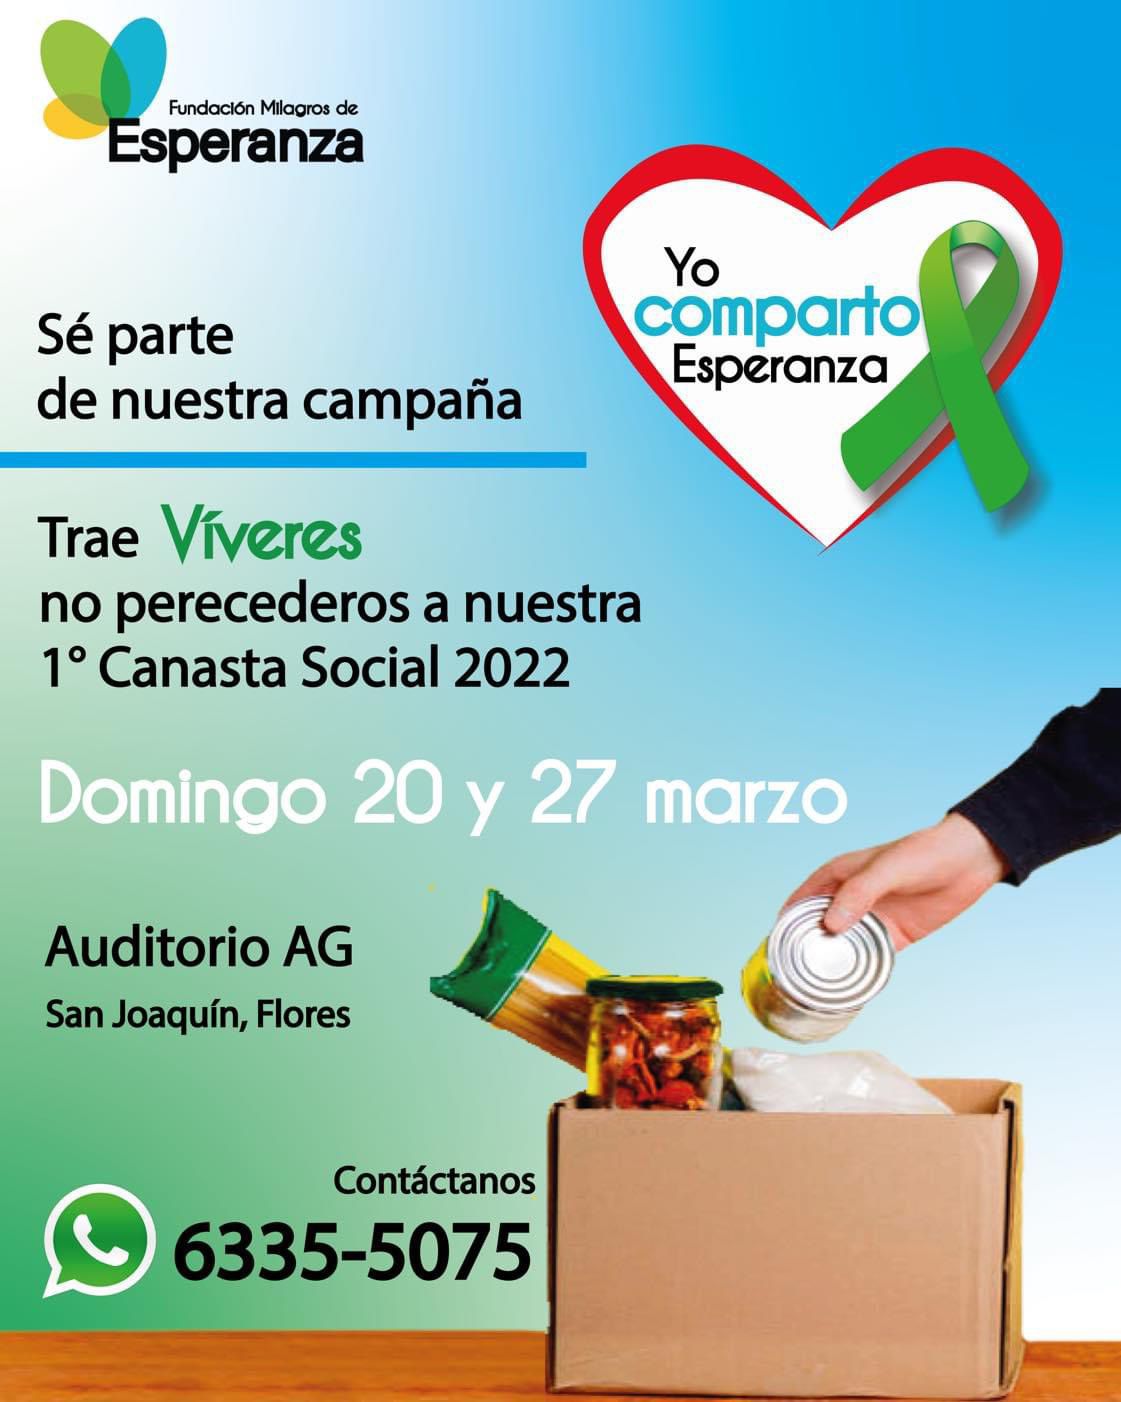 Fundación Milagros de
Esperanza
Yo
comparto
Esperanza
Sé parte
de nuestra campaña
Trae Víveres
no perecederos a nuestra
1° Canasta Social 2022
Domingo 20 y 27 marzo
Auditorio AG
San Joaquín, Flores
Contáctanos
6335-5075